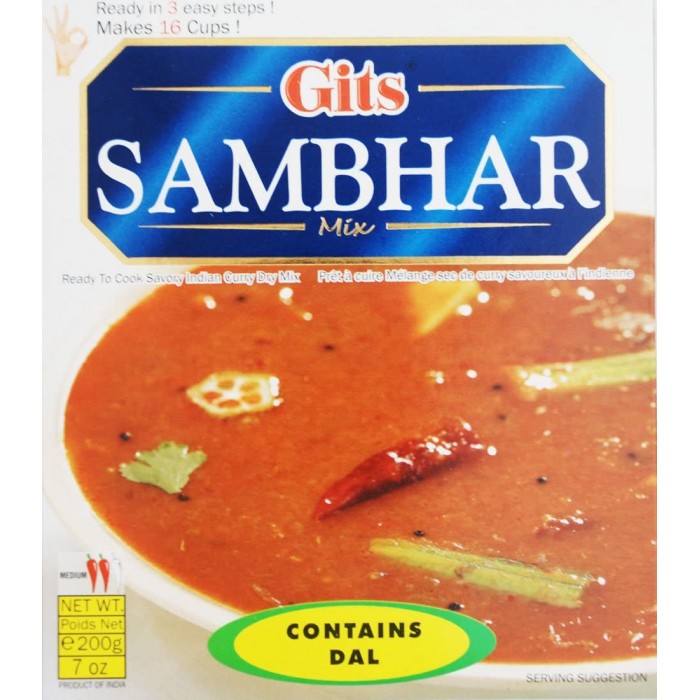 Ready in 3 easy steps !
Makes 16 Cups !
Gits
SAMBHAR
Mix
Ready To Cook Savory Indian Curry Dry Mix Prêt à cuire Mélange sec de curry savoureux à l'indienne
MEDIUM
NET WT.
Poids Net
e200g
7 oz
PRODUCT OF INDIA
CONTAINS
DAL
SERVING SUGGESTION